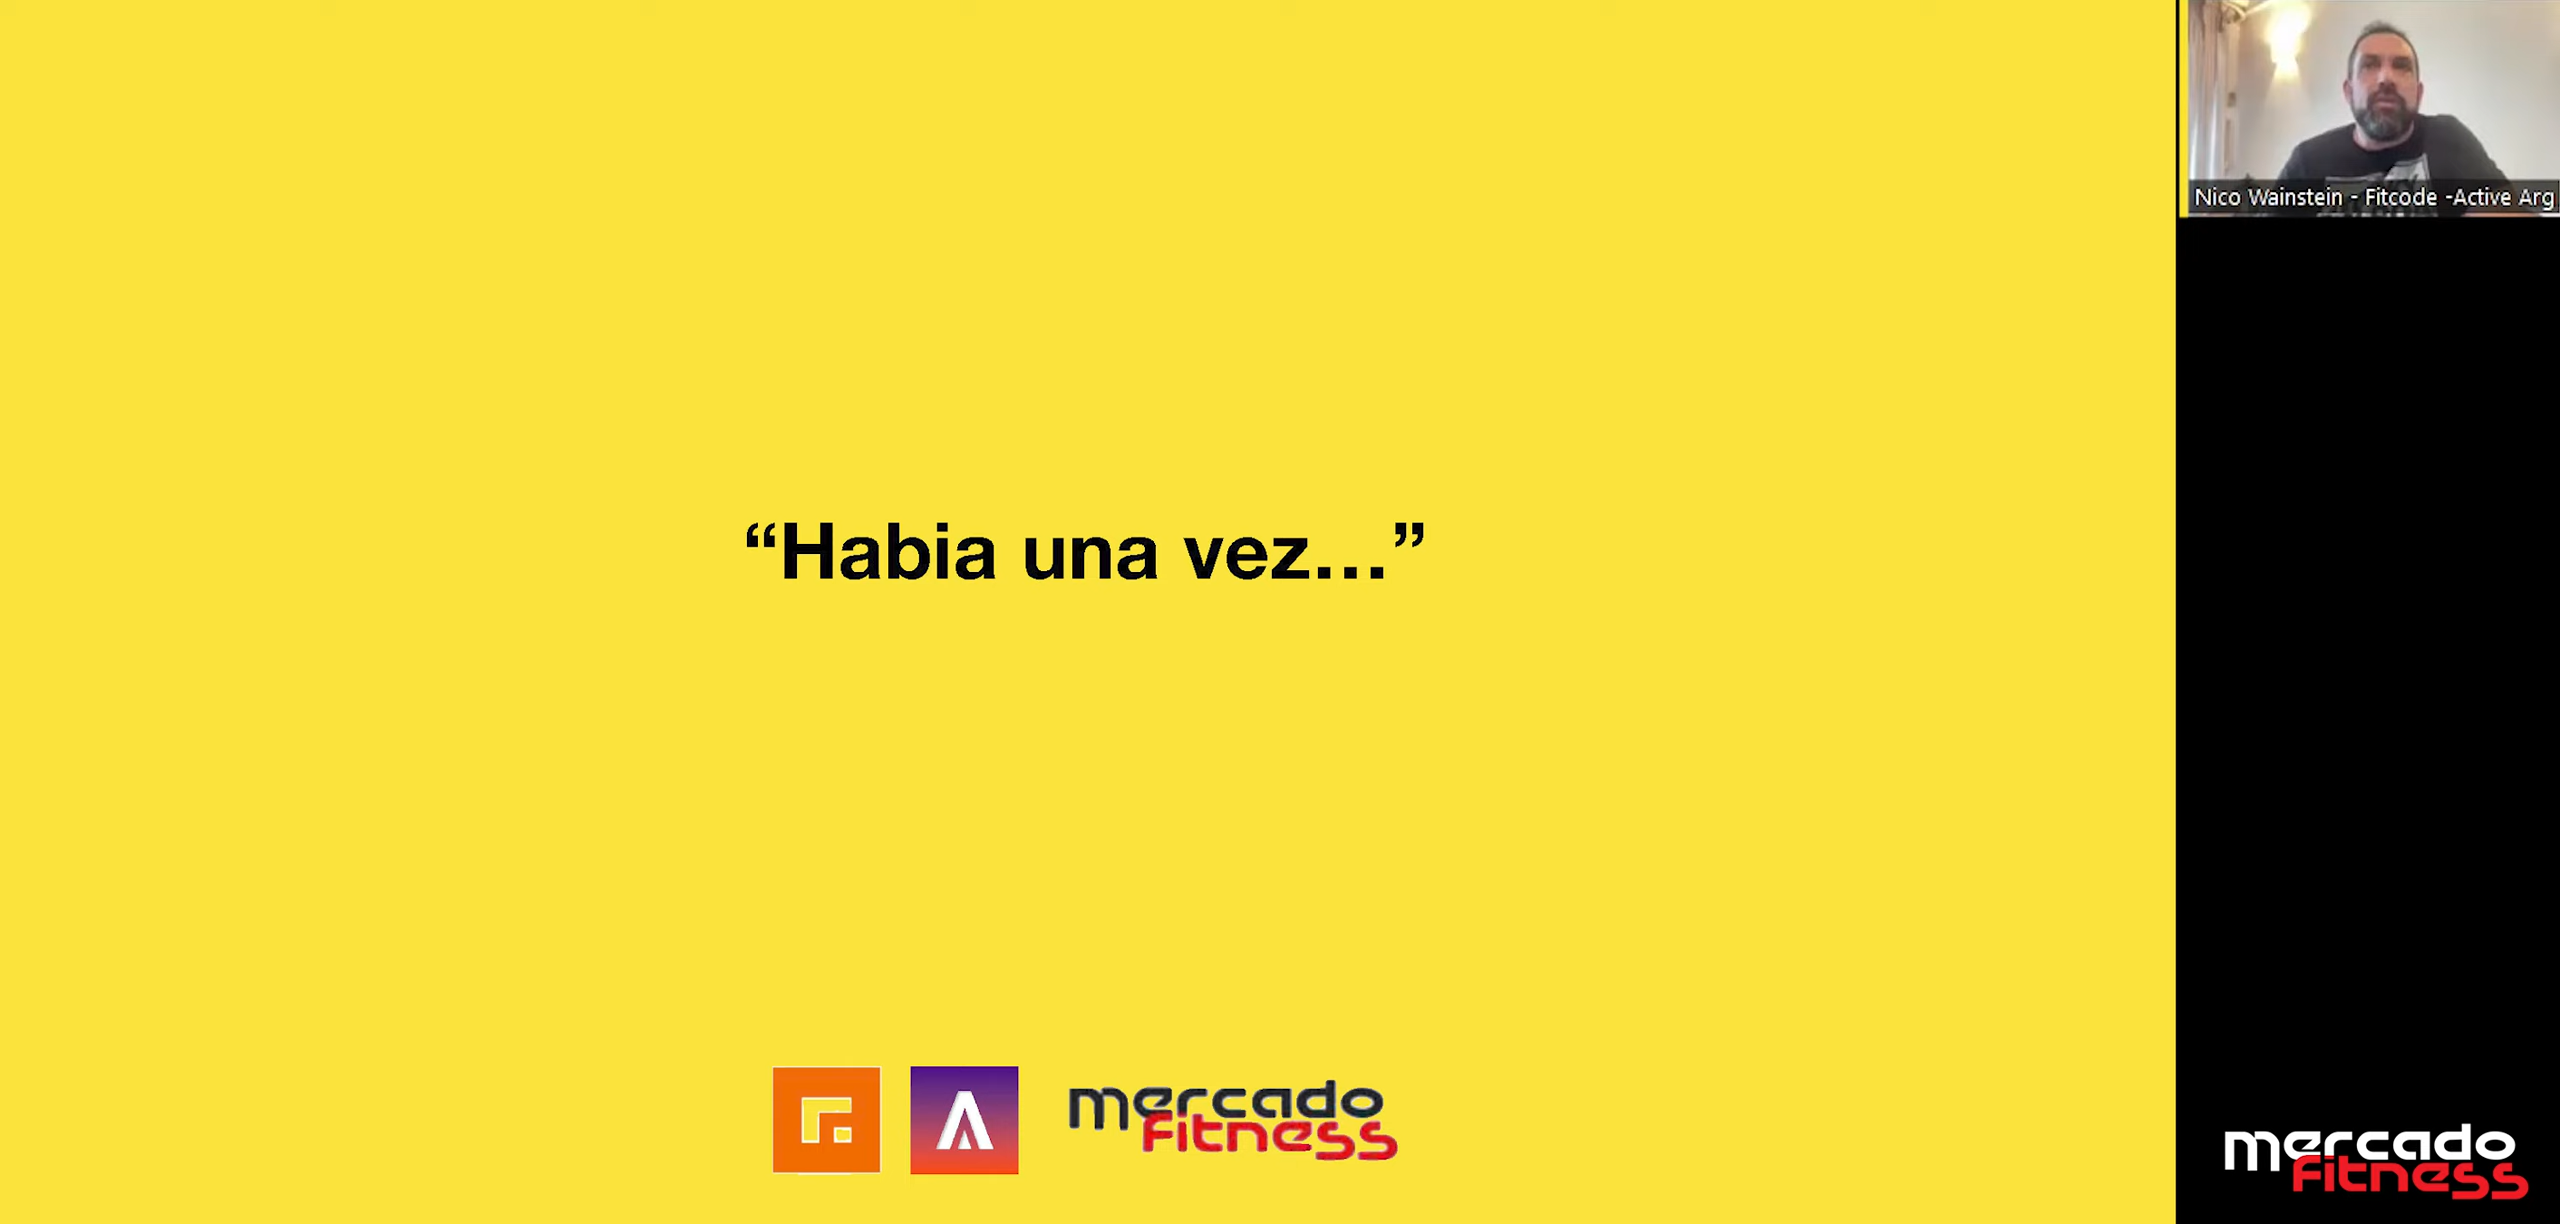 “Habia una vez...”
mercado
fitness
Nico Wainstein - Fitcode -Active Arg
mercado
fitness